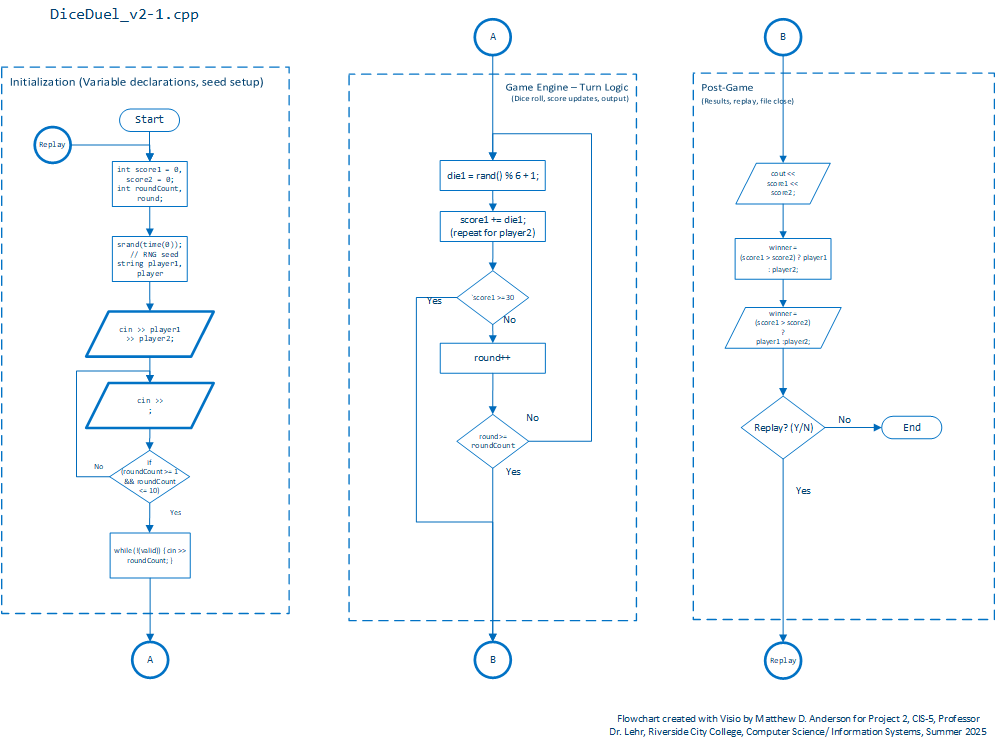 DiceDuel_v2-1.cpp
Initialization (Variable declarations, seed setup)
Start
Replay
int score1 = 0,
score2 = 0;
int roundCount,
round;
srand(time(0));
// RNG seed
string player1,
player
cin >> player1
>> player2;
cin >>
;
If
(roundCount >= 1
&& roundCount
<= 10)
No
Yes
while (!(valid)) { cin >>
roundCount; }
A
A
Game Engine – Turn Logic
(Dice roll, score updates, output)
die1 = rand() % 6 + 1;
score1 += die1;
(repeat for player2)
`score1 >=30
Yes
No
round++
round >=
roundCount
No
Yes
B
B
Post-Game
(Results, replay, file close)
cout <<
score1 <<
score2;
winner =
(score1 > score2) ? player1
: player2;
winner =
(score1 > score2)
?
player1 :player2;
Replay? (Y/N)
No
End
Yes
Replay
Flowchart created with Visio by Matthew D. Anderson for Project 2, CIS-5, Professor
Dr. Lehr, Riverside City College, Computer Science/ Information Systems, Summer 2025